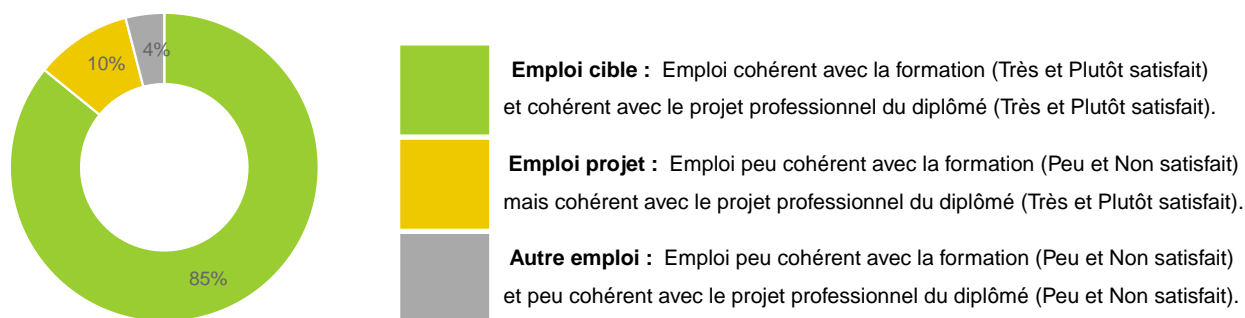 10%
4%
85%
Emploi cible : Emploi cohérent avec la formation (Très et Plutôt satisfait)
et cohérent avec le projet professionnel du diplômé (Très et Plutôt satisfait).
Emploi projet : Emploi peu cohérent avec la formation (Peu et Non satisfait)
mais cohérent avec le projet professionnel du diplômé (Très et Plutôt satisfait).
Autre emploi : Emploi peu cohérent avec la formation (Peu et Non satisfait)
et peu cohérent avec le projet professionnel du diplômé (Peu et Non satisfait).